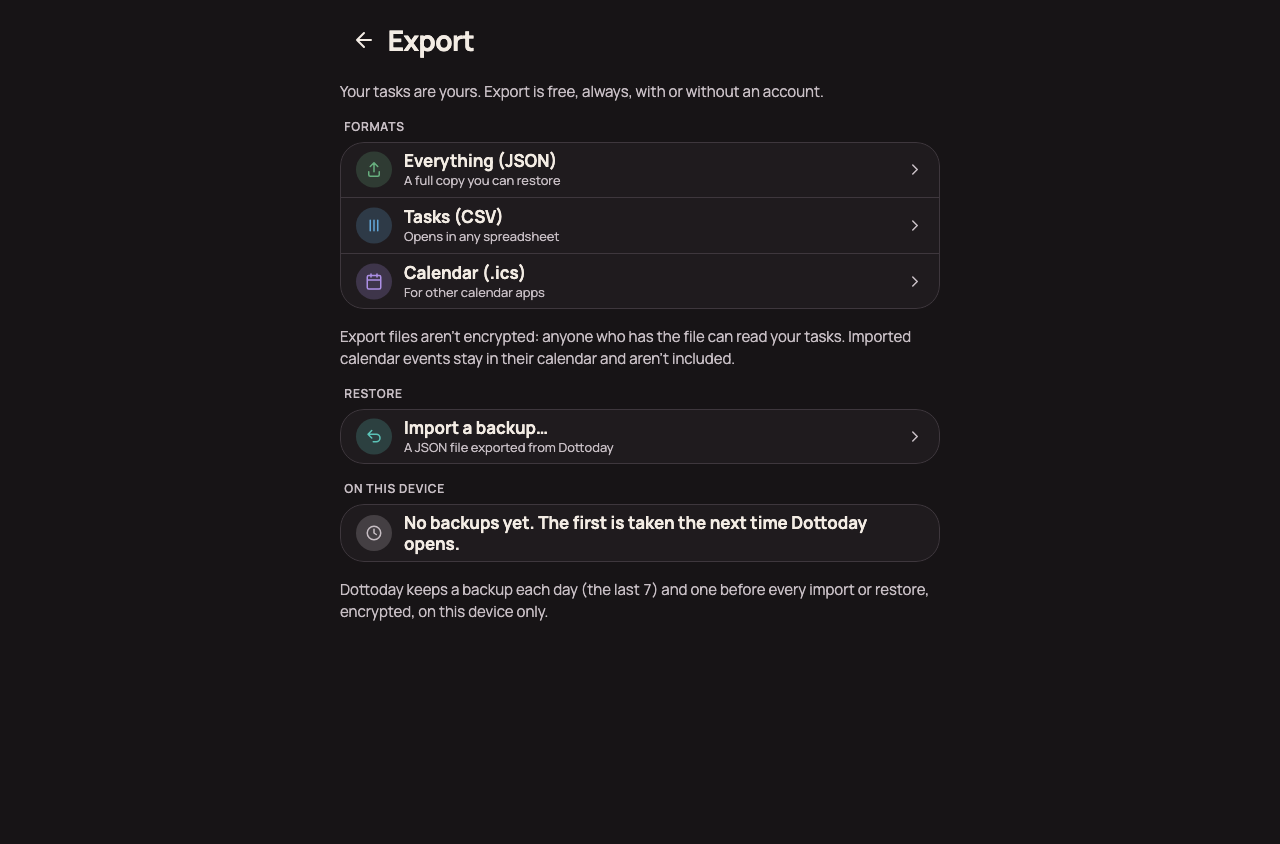 Export
Your tasks are yours. Export is free, always, with or without an account.
FORMATS
Everything (JSON)
A full copy you can restore
Tasks (CSV)
Opens in any spreadsheet
Calendar (.ics)
For other calendar apps
Export files aren't encrypted: anyone who has the file can read your tasks. Imported
calendar events stay in their calendar and aren't included.
RESTORE
Import a backup…
A JSON file exported from Dottoday
ON THIS DEVICE
No backups yet. The first is taken the next time Dottoday
opens.
Dottoday keeps a backup each day (the last 7) and one before every import or restore,
encrypted, on this device only.